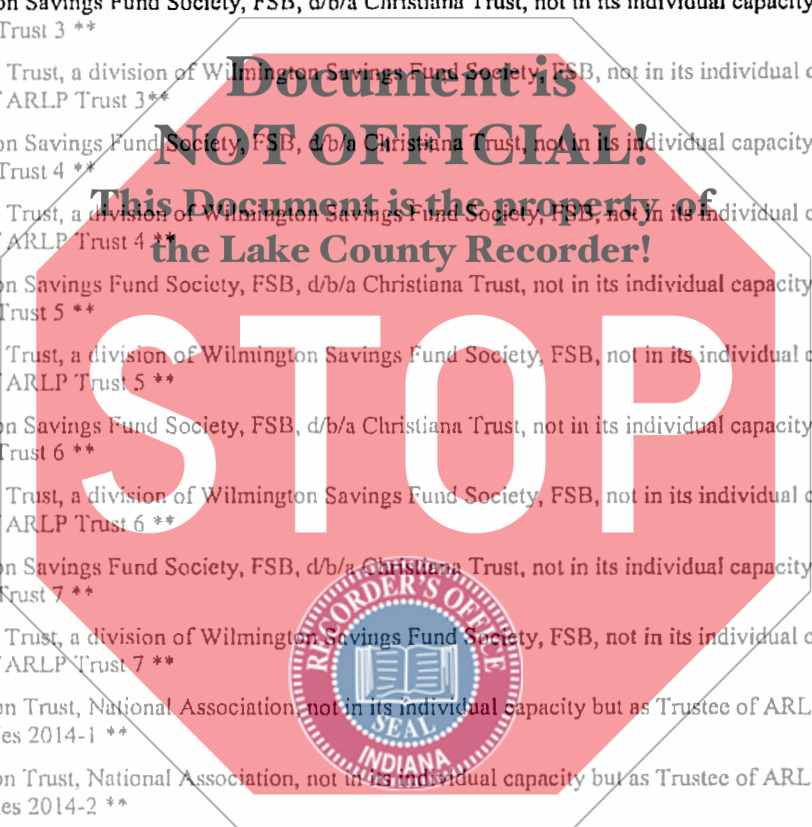 on Savings Fund Society, FSB, d/b/a Christiana Trust, not in its individual capacity
Trust 3 **
Trust, a division of Wilmington Savings Fund Society, FSB, not in its individual c
ARLP Trust 3**
on Savings Fund Society, FSB, d/b/a Christiana Trust, not in its individual capacity
Trust 4 **
Trust, a division of Wilmington Savings Fund Society, FSB, not in its individual c
ARLP Trust 4 **
on Savings Fund Society, FSB, d/b/a Christiana Trust, not in its individual capacity
Trust 5 **
Trust, a division of Wilmington Savings Fund Society, FSB, not in its individual c
ARLP Trust 5 **
on Savings Fund Society, FSB, d/b/a Christiana Trust, not in its individual capacity
Trust 6 **
Trust, a division of Wilmington Savings Fund Society, FSB, not in its individual c
ARLP Trust 6 **
on Savings Fund Society, FSB, d/b/a Christiana Trust, not in its individual capacity
Trust 7 **
Trust, a division of Wilmington Savings Fund Society, FSB, not in its individual c
ARLP Trust 7 **
on Trust, National Association, not in its individual capacity but as Trustee of ARL
es 2014-1 **
on Trust, National Association, not in its individual capacity but as Trustee of ARL
es 2014-2 **
Document is
NOT OFFICIAL!
This Document is the property of
the Lake County Recorder!
STOP
RECORDER'S OFFICE
SEAL
INDIANA